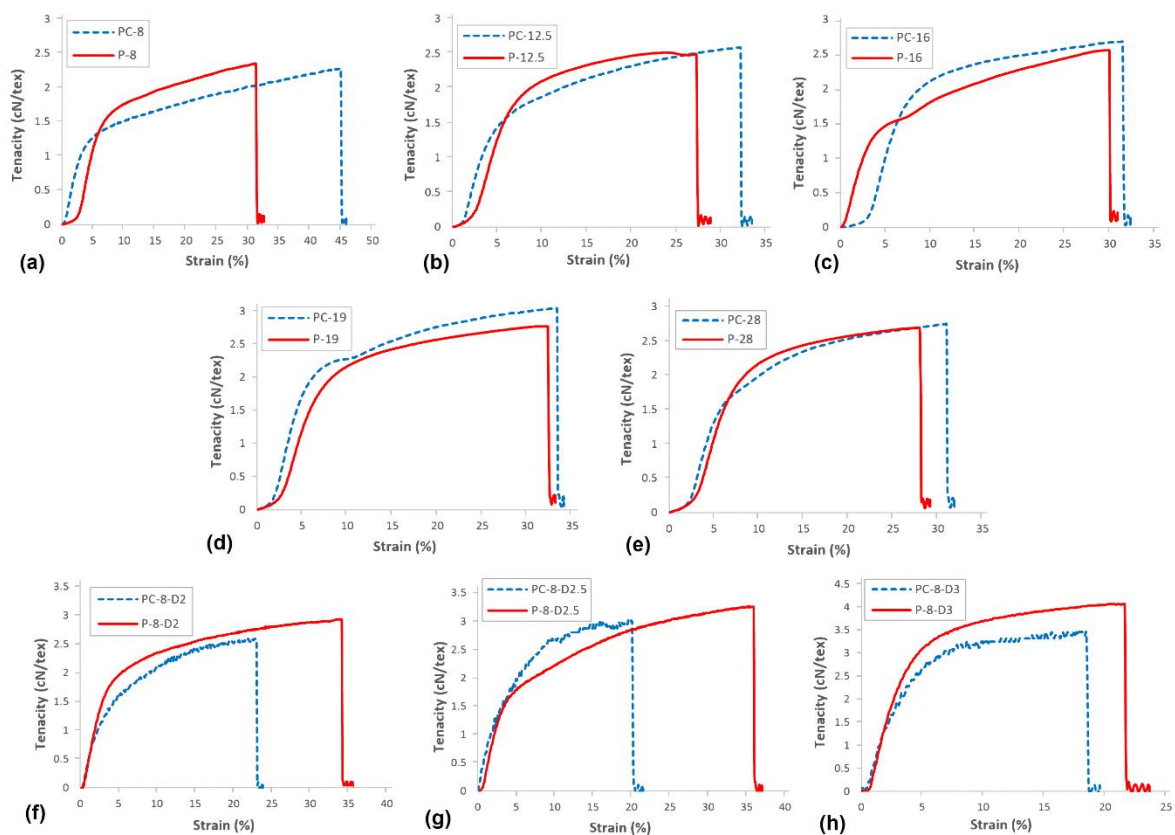 PC-8
P-8
Tenacity (cN/tex)
3
2.5
2
1.5
1
0.5
0
0 5 10 15 20 25 30 35 40 45 50
Strain (%)
(a)
PC-12.5
P-12.5
Tenacity (cN/tex)
3
2.5
2
1.5
1
0.5
0
0 5 10 15 20 25 30 35
Strain (%)
(b)
PC-16
P-16
Tenacity (cN/tex)
3
2.5
2
1.5
1
0.5
0
0 5 10 15 20 25 30 35
Strain (%)
(c)
PC-19
P-19
Tenacity (cN/tex)
3
2.5
2
1.5
1
0.5
0
0 5 10 15 20 25 30 35
Strain (%)
(d)
PC-28
P-28
Tenacity (cN/tex)
3
2.5
2
1.5
1
0.5
0
0 5 10 15 20 25 30 35
Strain (%)
(e)
PC-8-D2
P-8-D2
Tenacity (cN/tex)
3.5
3
2.5
2
1.5
1
0.5
0
0 5 10 15 20 25 30 35 40
Strain (%)
(f)
PC-8-D2.5
P-8-D2.5
Tenacity (cN/tex)
3.5
3
2.5
2
1.5
1
0.5
0
0 5 10 15 20 25 30 35 40
Strain (%)
(g)
PC-8-D3
P-8-D3
Tenacity (cN/tex)
4.5
4
3.5
3
2.5
2
1.5
1
0.5
0
0 5 10 15 20 25
Strain (%)
(h)